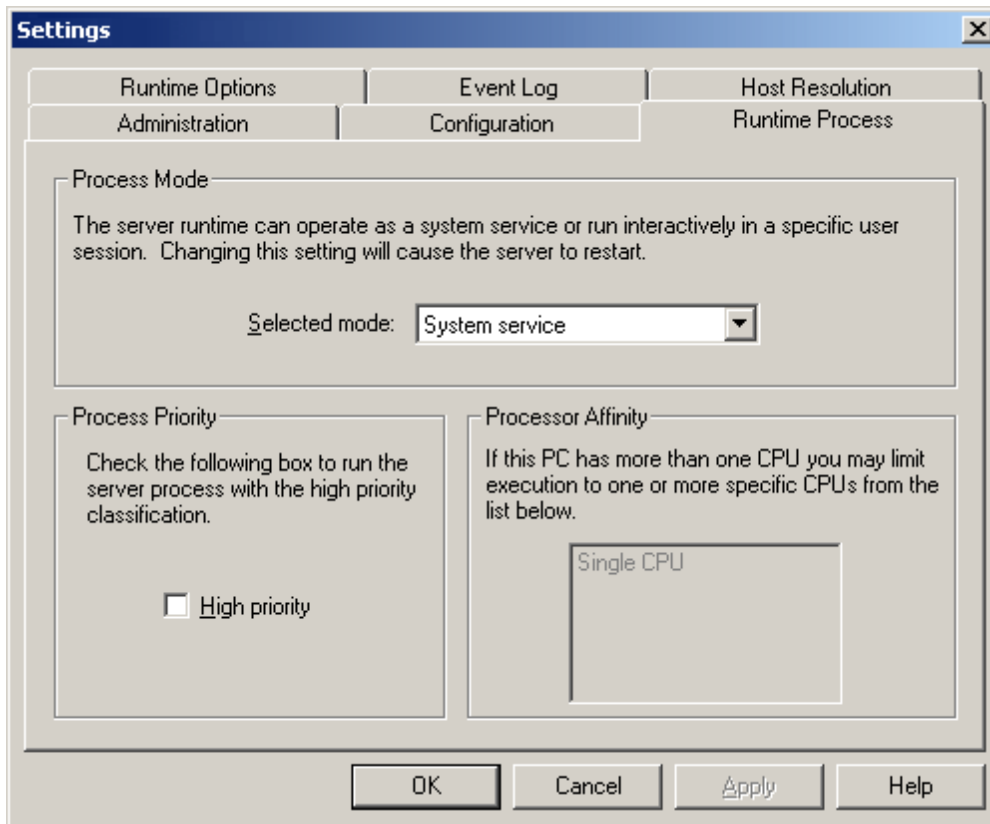 Settings
Runtime Options
Event Log
Host Resolution
Administration
Configuration
Runtime Process
Process Mode
The server runtime can operate as a system service or run interactively in a specific user
session.  Changing this setting will cause the server to restart.
Selected mode:
System service
Process Priority
Check the following box to run the
server process with the high priority
classification.
High priority
Processor Affinity
If this PC has more than one CPU you may limit
execution to one or more specific CPUs from the
list below.
Single CPU
OK
Cancel
Apply
Help